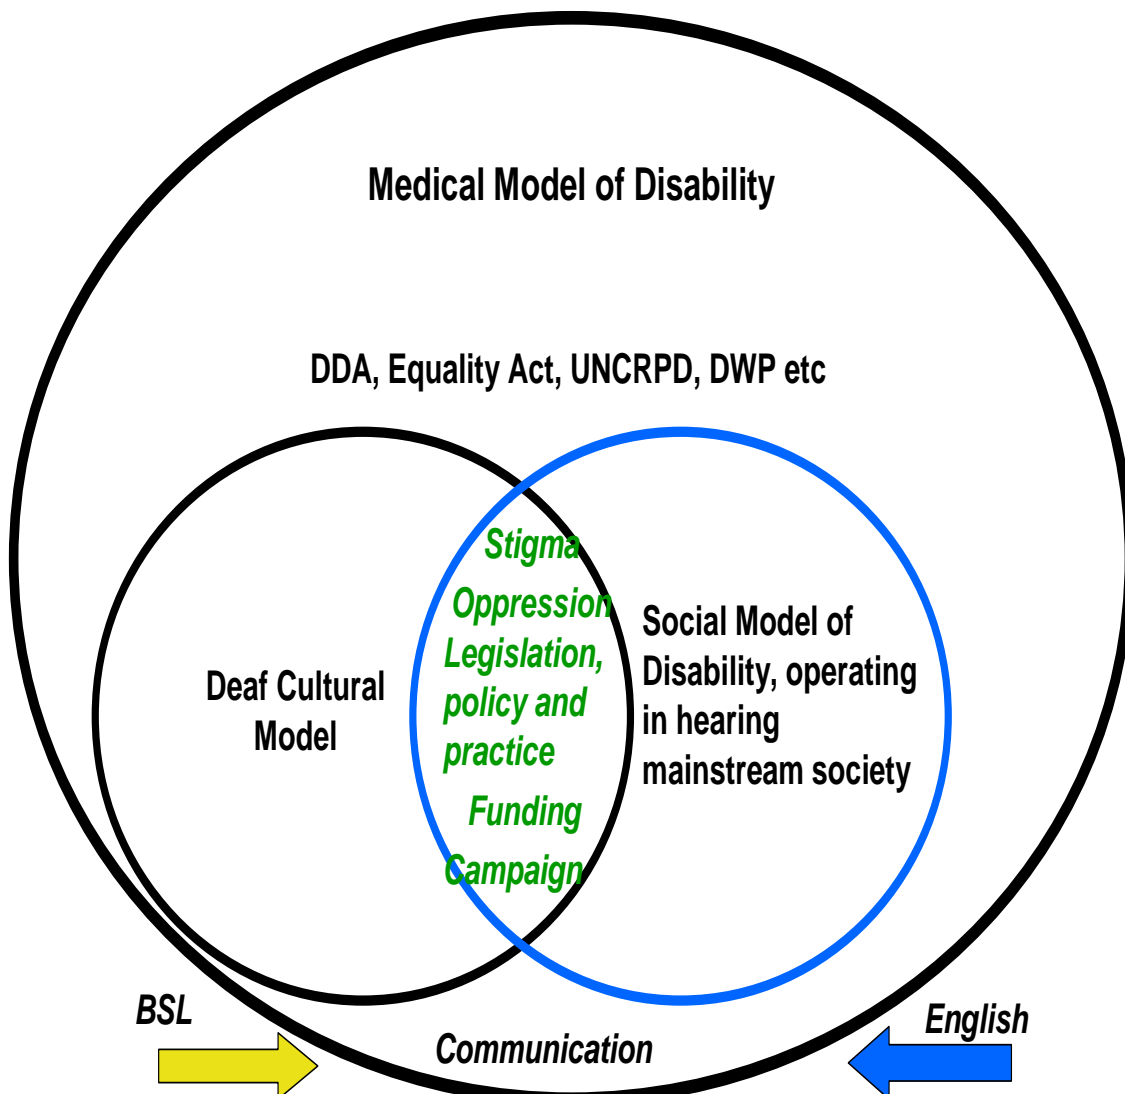 Medical Model of Disability
DDA, Equality Act, UNCRPD, DWP etc
Deaf Cultural
Model
Stigma
Oppression
Legislation,
policy and
practice
Funding
Campaign
Social Model of
Disability, operating
in hearing
mainstream society
BSL
Communication
English